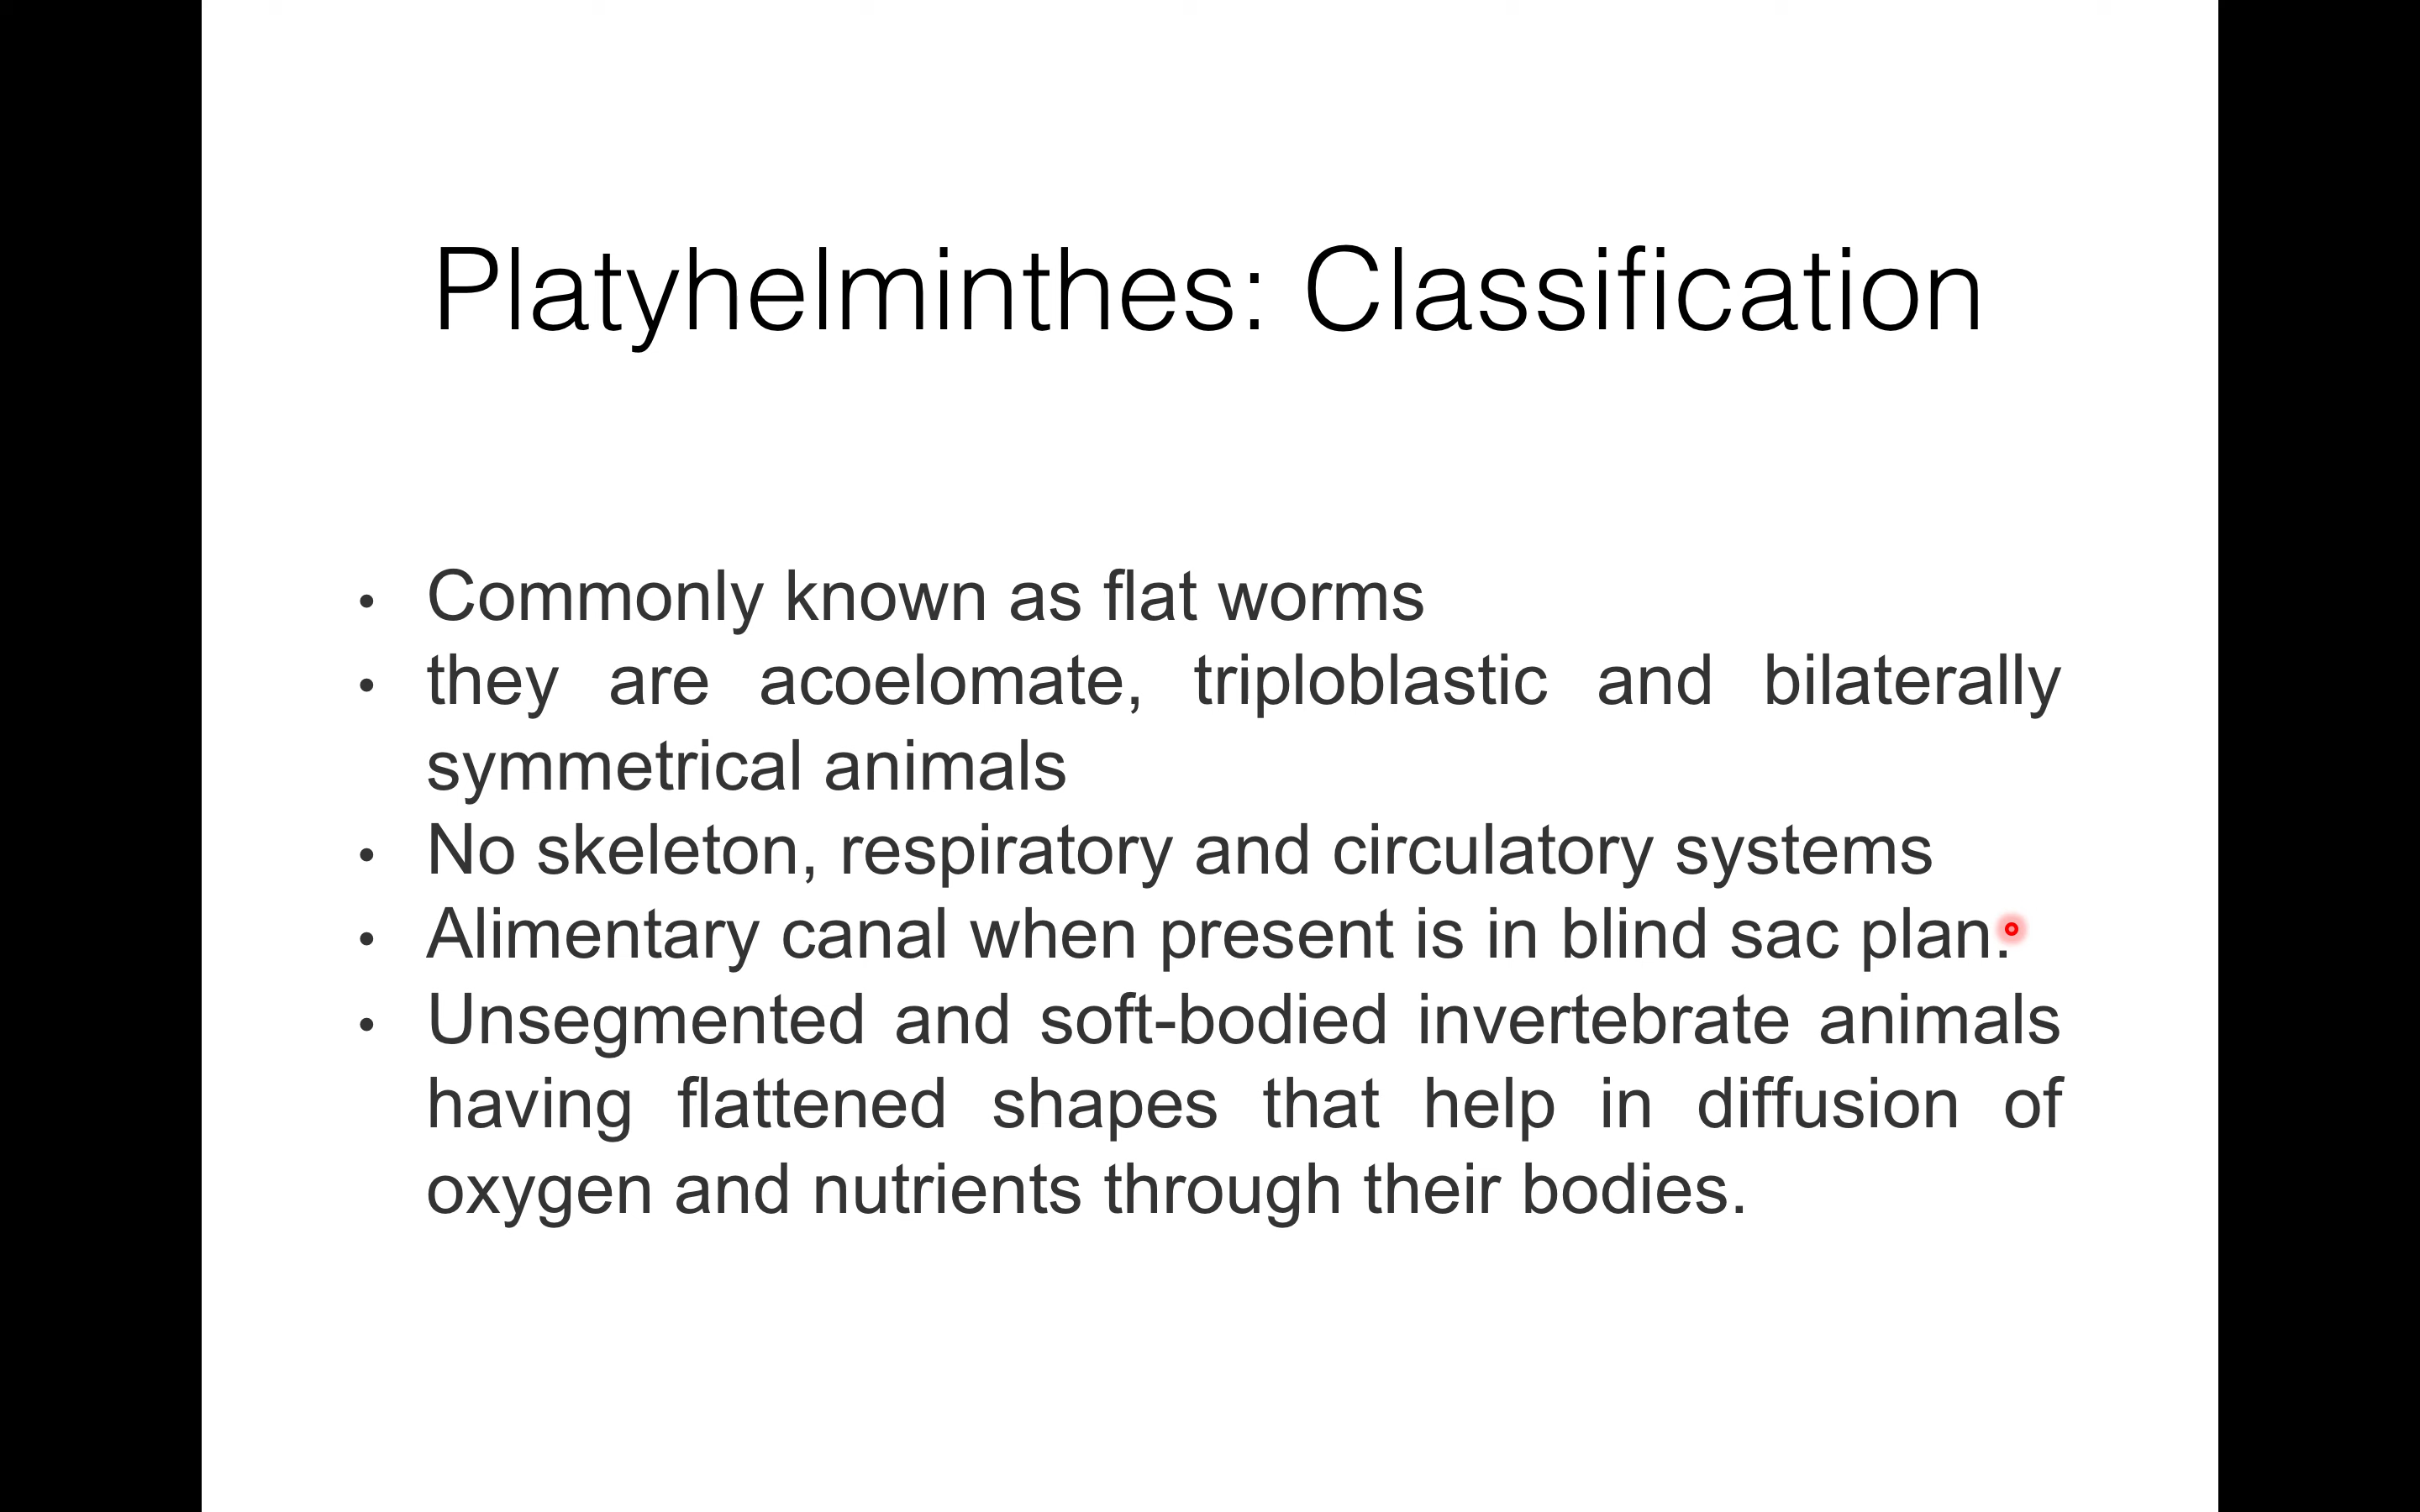 Platyhelminthes: Classification
• Commonly known as flat worms
• they are acoelomate, triploblastic and bilaterally
symmetrical animals
• No skeleton, respiratory and circulatory systems
• Alimentary canal when present is in blind sac plan.
• Unsegmented and soft-bodied invertebrate animals
having flattened shapes that help in diffusion of
oxygen and nutrients through their bodies.